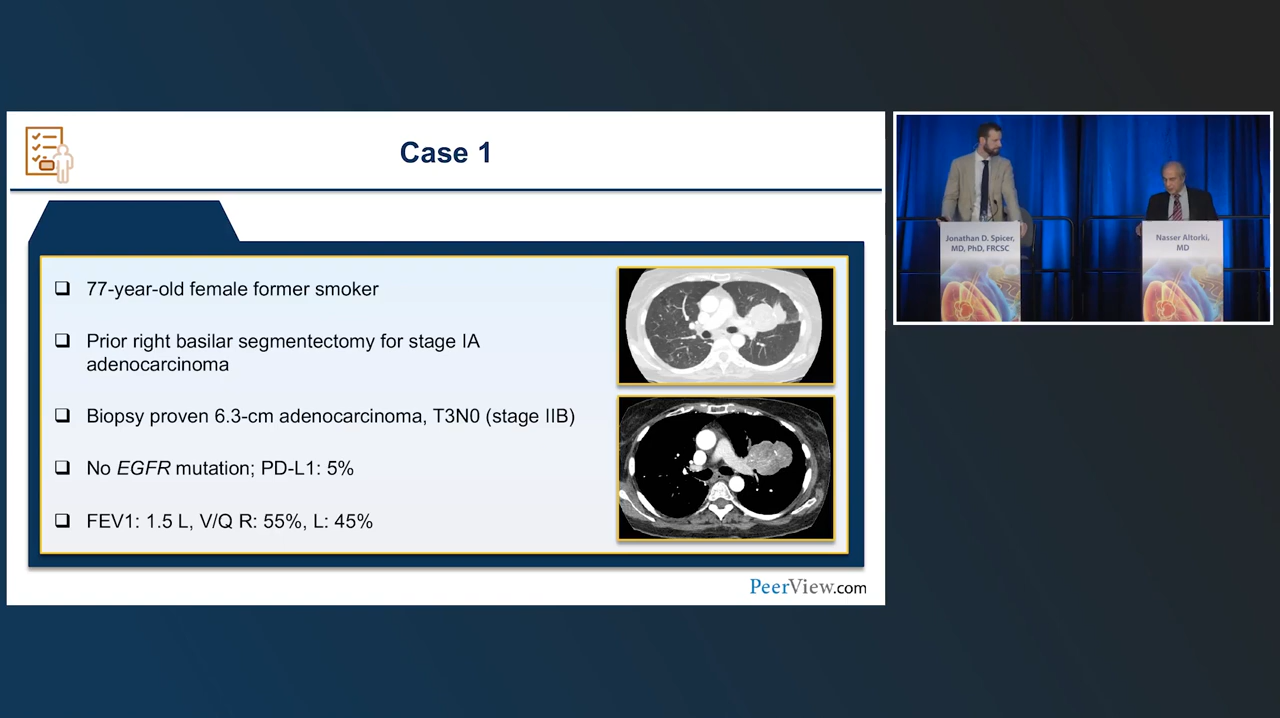 Case 1
77-year-old female former smoker
Prior right basilar segmentectomy for stage IA
adenocarcinoma
Biopsy proven 6.3-cm adenocarcinoma, T3N0 (stage IIB)
No EGFR mutation; PD-L1: 5%
FEV1: 1.5 L, V/Q R: 55%, L: 45%
PeerView.com
Jonathan D. Spicer,
MD, PhD, FRCSC
Nasser Altorki,
MD